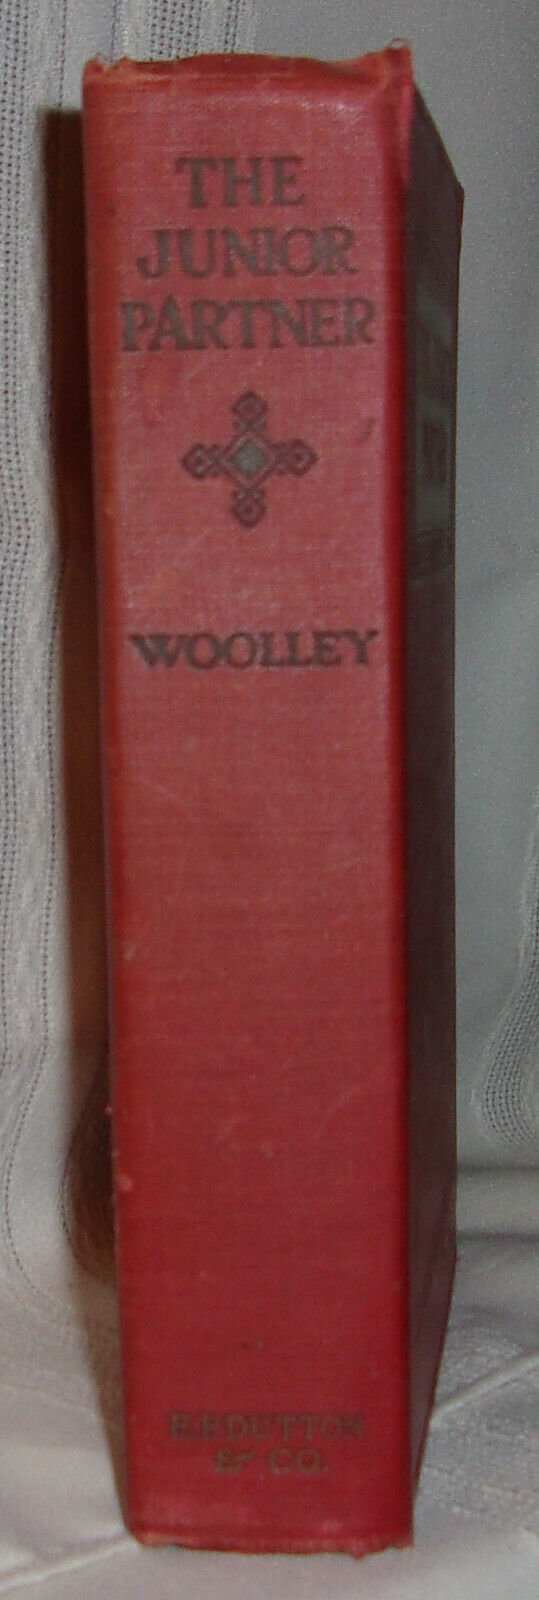 THE
JUNIOR
PARTNER
WOOLLEY
E.P. DUTTON
& CO.